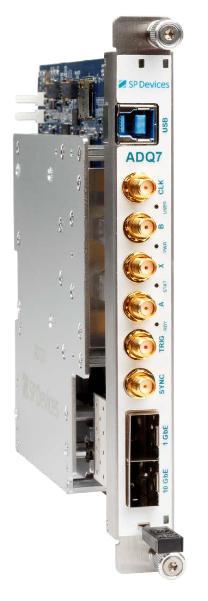 SP Devices
USB
ADQ7
CLK
USER
B
PWR
X
STAT
A
RDY
TRIG
SYNC
1 GbE
10 GbE